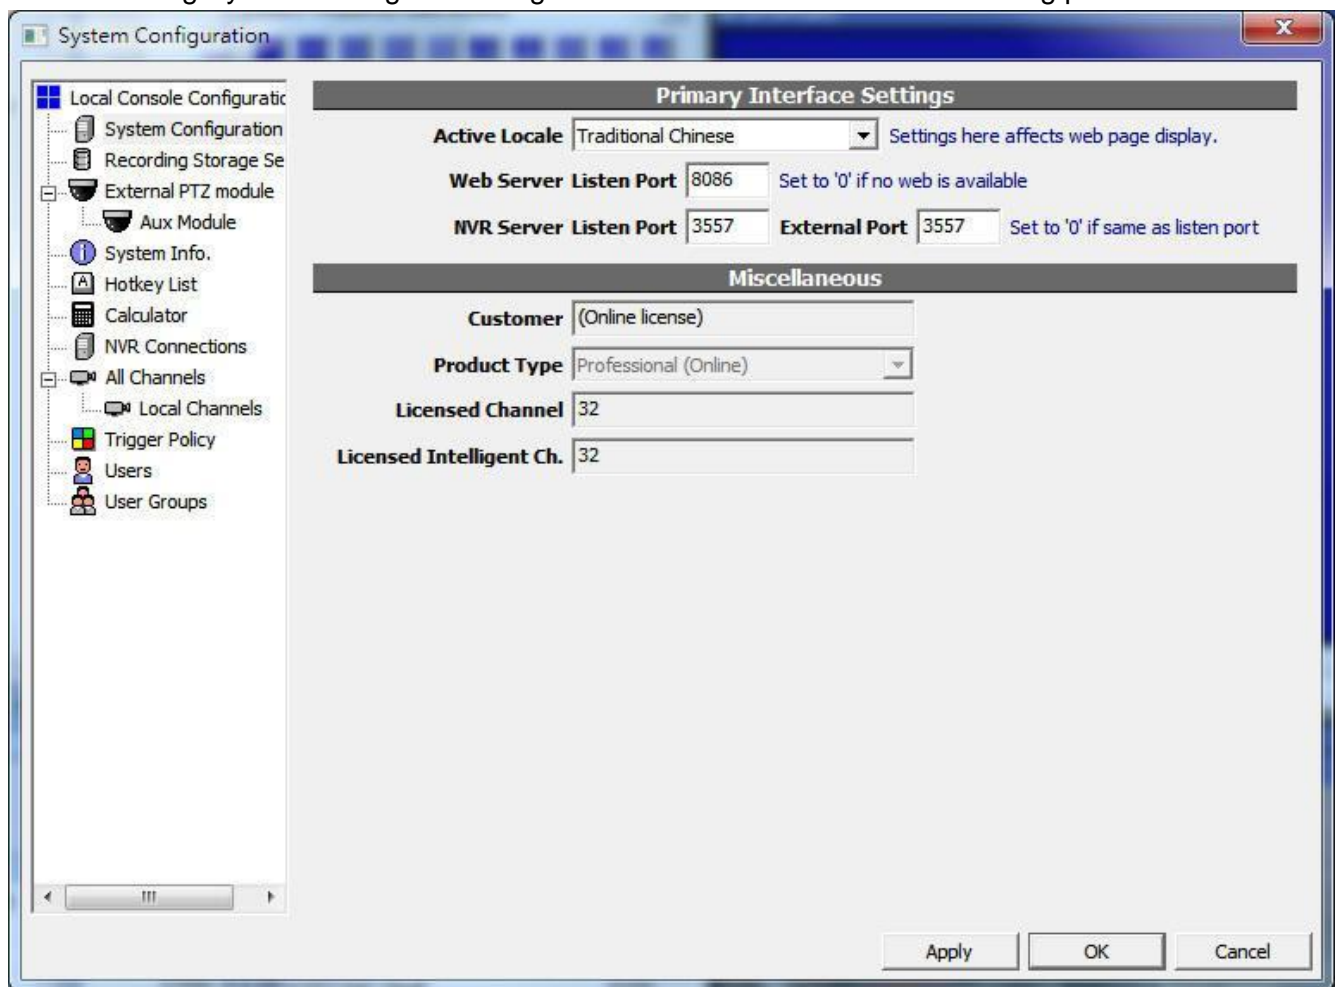 System Configuration
Local Console Configuratic
System Configuration
Recording Storage Se
External PTZ module
Aux Module
System Info.
Hotkey List
Calculator
NVR Connections
All Channels
Local Channels
Trigger Policy
Users
User Groups
Primary Interface Settings
Active Locale Traditional Chinese Settings here affects web page display.
Web Server Listen Port 8086 Set to '0' if no web is available
NVR Server Listen Port 3557 External Port 3557 Set to '0' if same as listen port
Miscellaneous
Customer (Online license)
Product Type Professional (Online)
Licensed Channel 32
Licensed Intelligent Ch. 32
Apply OK Cancel